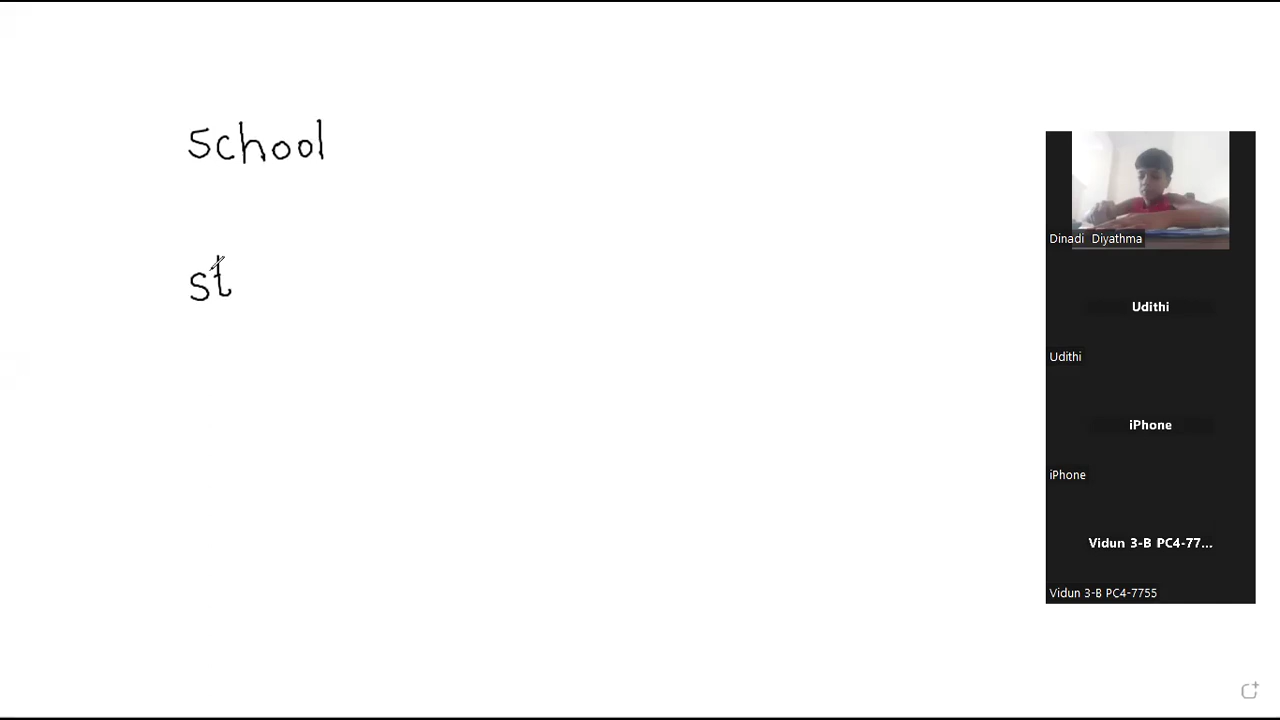 School
st
Dinadi Diyathma
Udithi
Udithi
iPhone
iPhone
Vidun 3-B PC4-77...
Vidun 3-B PC4-7755